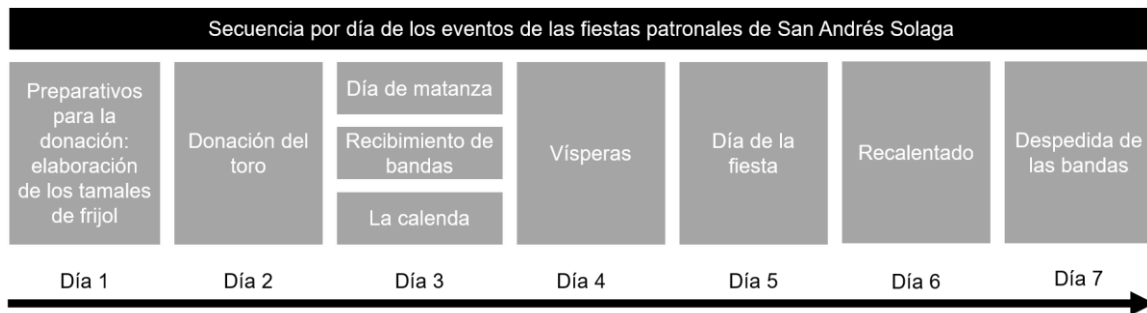 Secuencia por día de los eventos de las fiestas patronales de San Andrés Solaga
Preparativos
para la
donación:
elaboración
de los tamales
de frijol
Donación del
toro
Día de matanza
Recibimiento de
bandas
La calenda
Vísperas
Día de la
fiesta
Recalentado
Despedida de
las bandas
Día 1
Día 2
Día 3
Día 4
Día 5
Día 6
Día 7